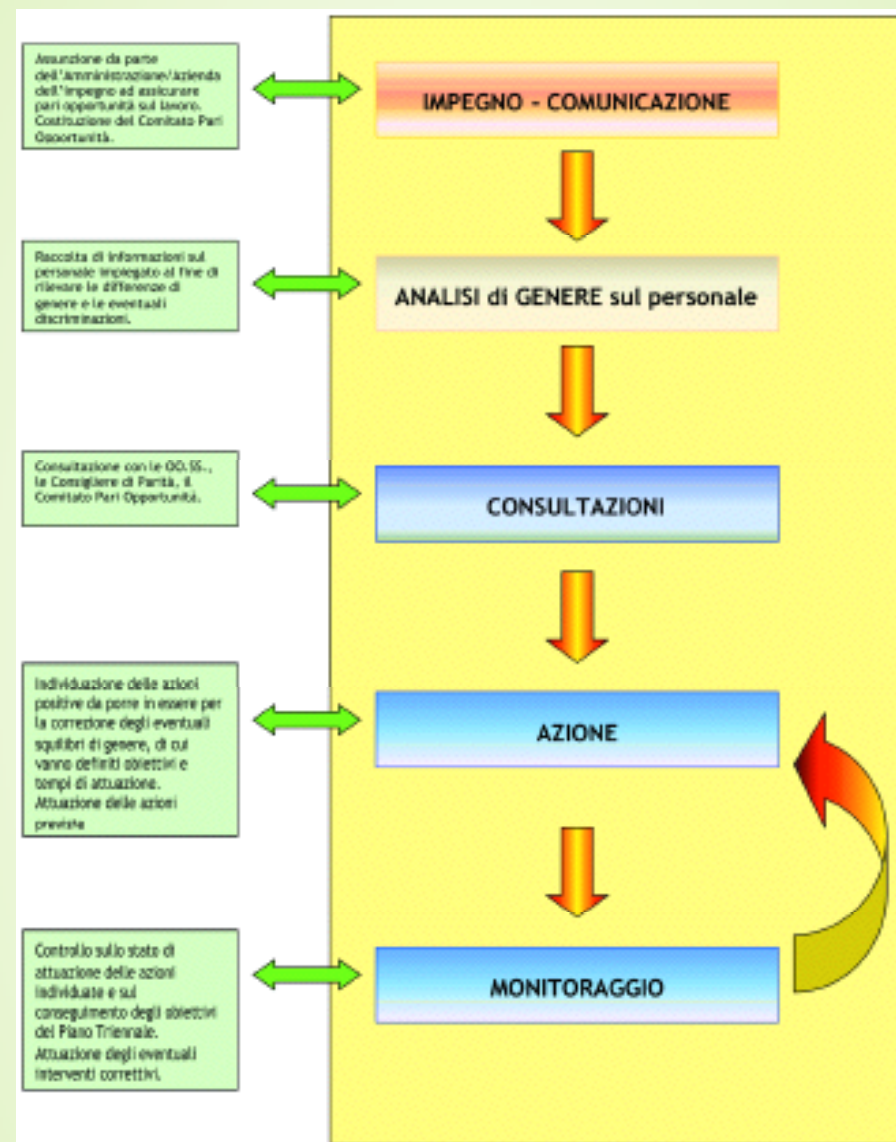 Assunzione da parte
dell'Amministrazione/Azienda
dell'impegno ad assicurare
pari opportunità sul lavoro.
Costituzione del Comitato Pari
Opportunità.
IMPEGNO - COMUNICAZIONE
Raccolta di informazioni sul
personale impiegato al fine di
rilevare le differenze di
genere e le eventuali
discriminazioni.
ANALISI di GENERE sul personale
Consultazione con le OO.SS.,
le Consigliere di Parità, il
Comitato Pari Opportunità.
CONSULTAZIONI
Individuazione delle azioni
positive da porre in essere per
la correzione degli eventuali
squilibri di genere, di cui
vanno definiti obiettivi e
tempi di attuazione.
Attuazione delle azioni
previste
AZIONE
Controllo sullo stato di
attuazione delle azioni
individuate e sul
conseguimento degli obiettivi
del Piano Triennale.
Attuazione degli eventuali
interventi correttivi.
MONITORAGGIO